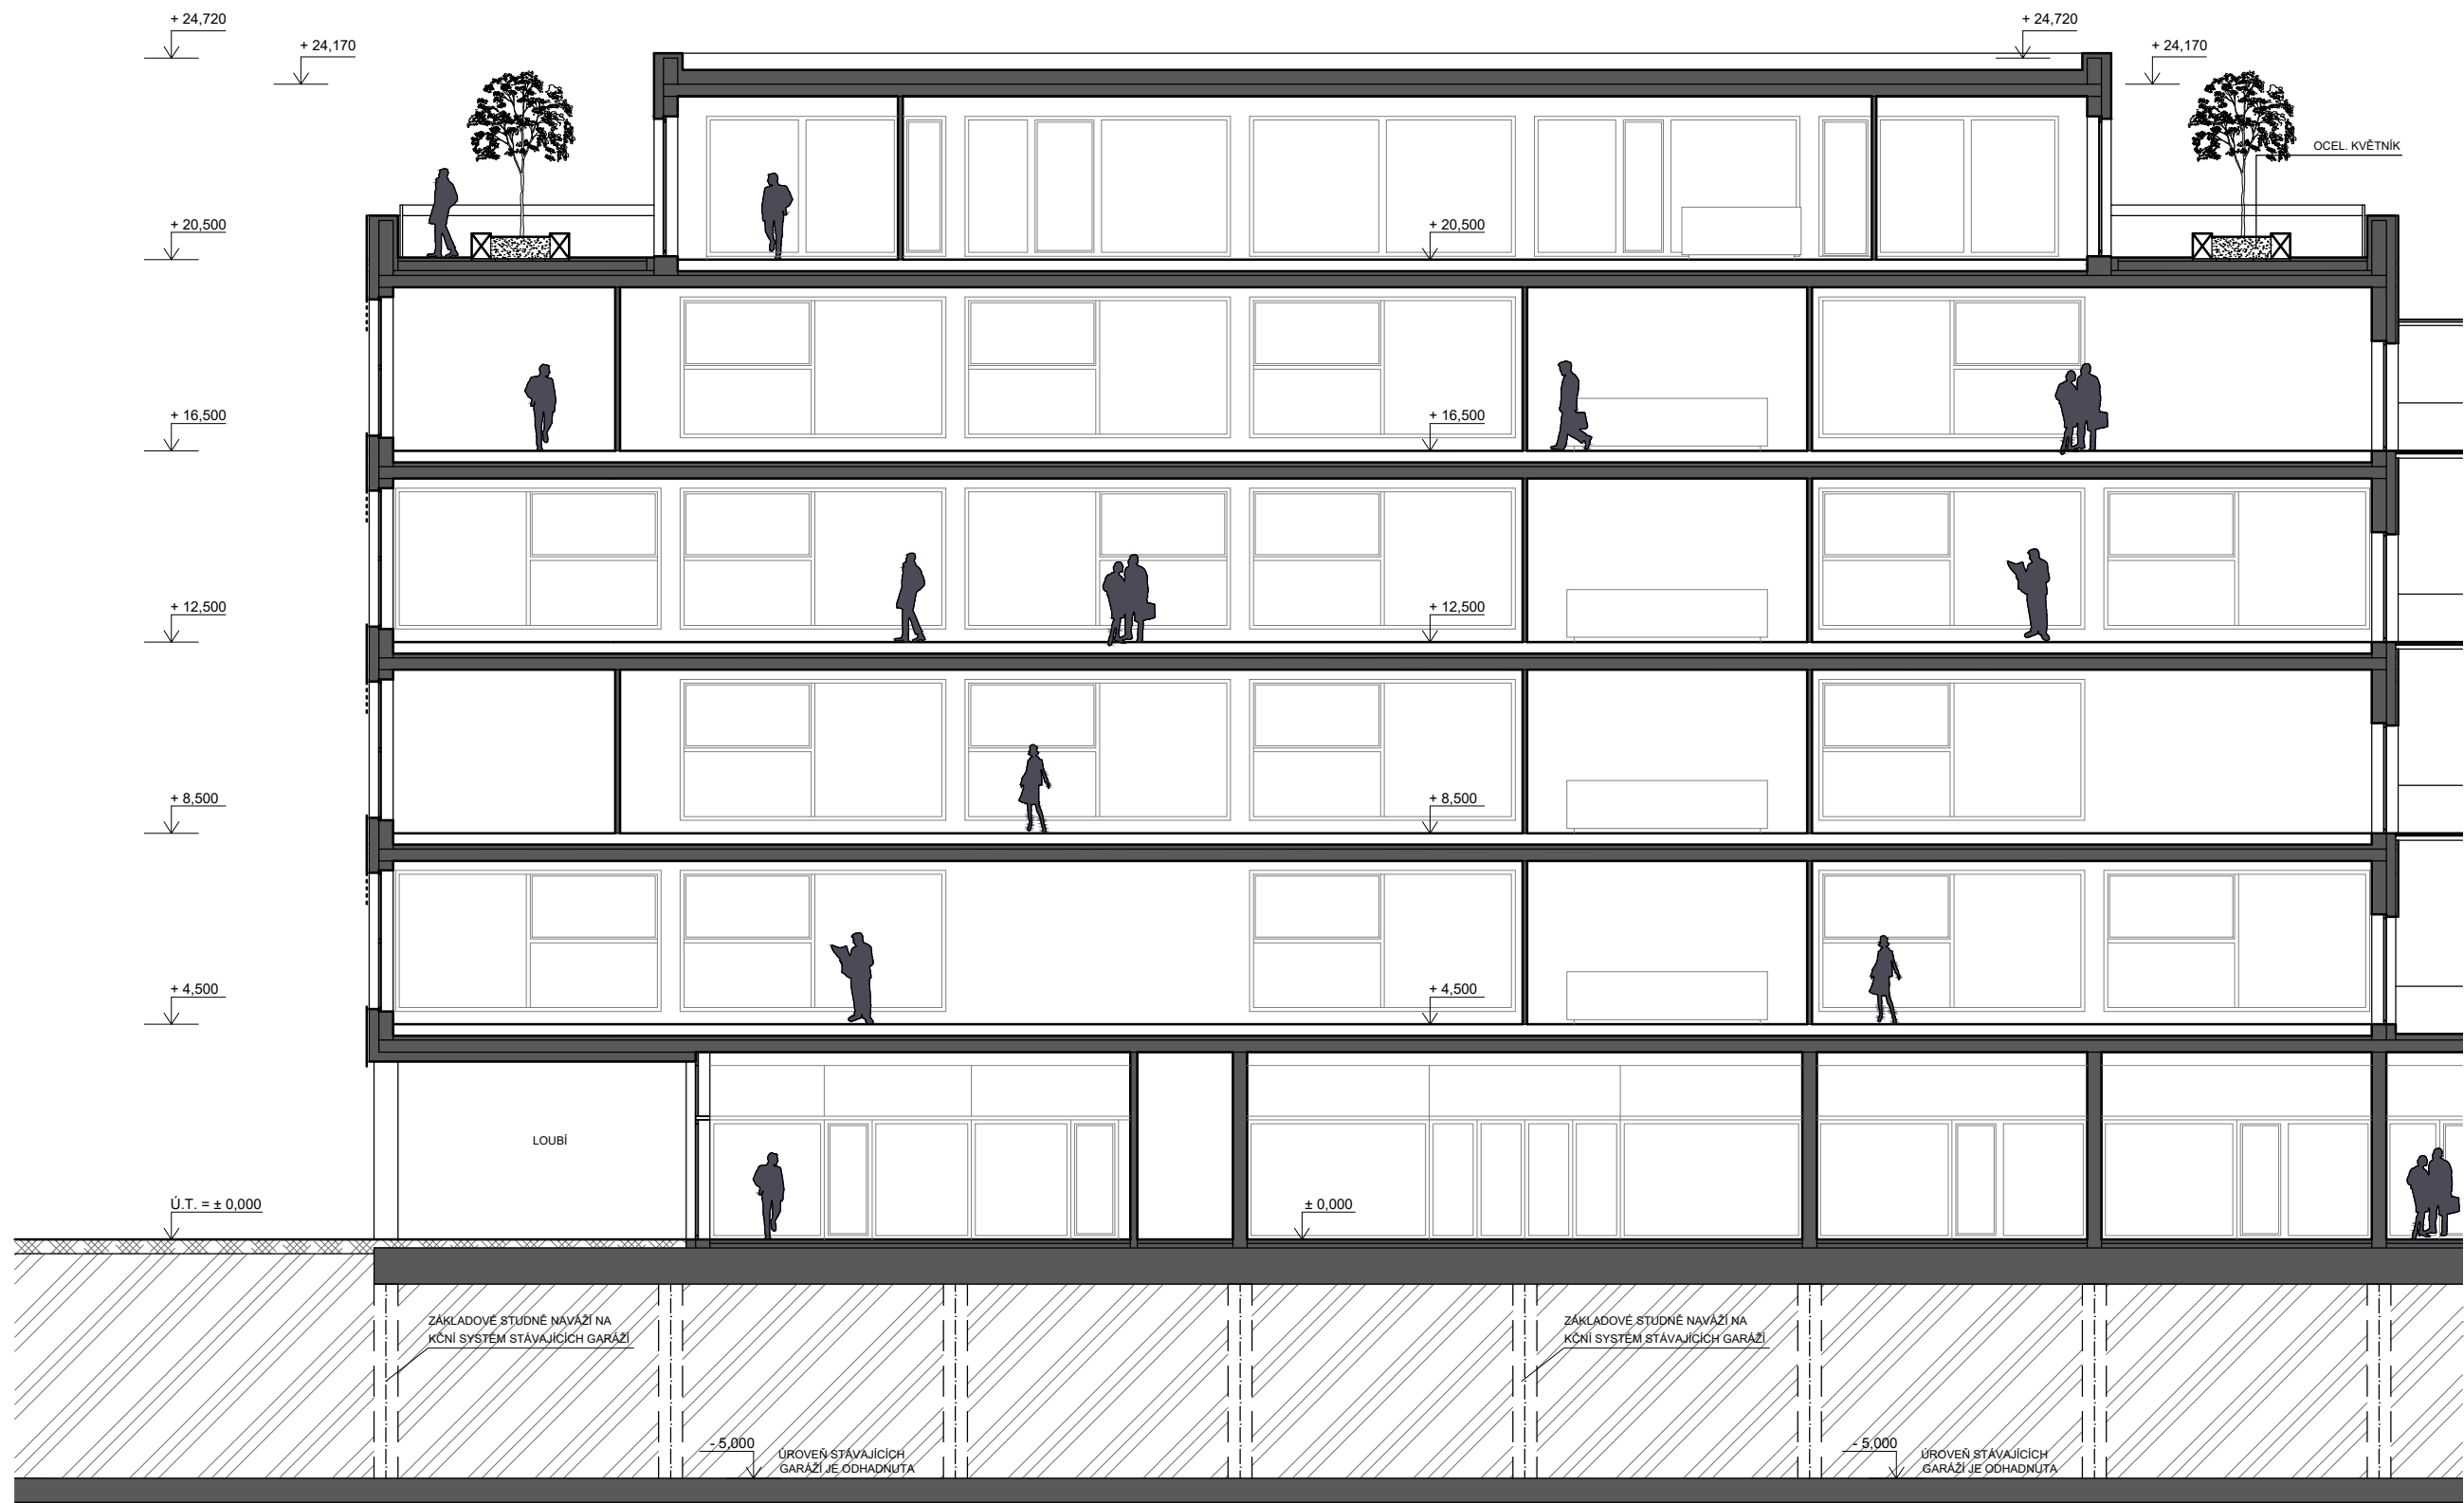 + 24,720
+ 24,720
+ 24,170
+ 24,170
OCEL. KVĚTNÍK
+ 20,500
+ 20,500
+ 16,500
+ 16,500
+ 12,500
+ 12,500
+ 8,500
+ 8,500
+ 4,500
+ 4,500
LOUBÍ
Ú.T. = ± 0,000
± 0,000
ZÁKLADOVÉ STUDNĚ NAVÁŽÍ NA
KČNÍ SYSTÉM STÁVAJÍCÍCH GARÁŽÍ
ZÁKLADOVÉ STUDNĚ NAVÁŽÍ NA
KČNÍ SYSTÉM STÁVAJÍCÍCH GARÁŽÍ
- 5,000
ÚROVEŇ STÁVAJÍCÍCH
GARÁŽÍ JE ODHADNUTA
- 5,000
ÚROVEŇ STÁVAJÍCÍCH
GARÁŽÍ JE ODHADNUTA